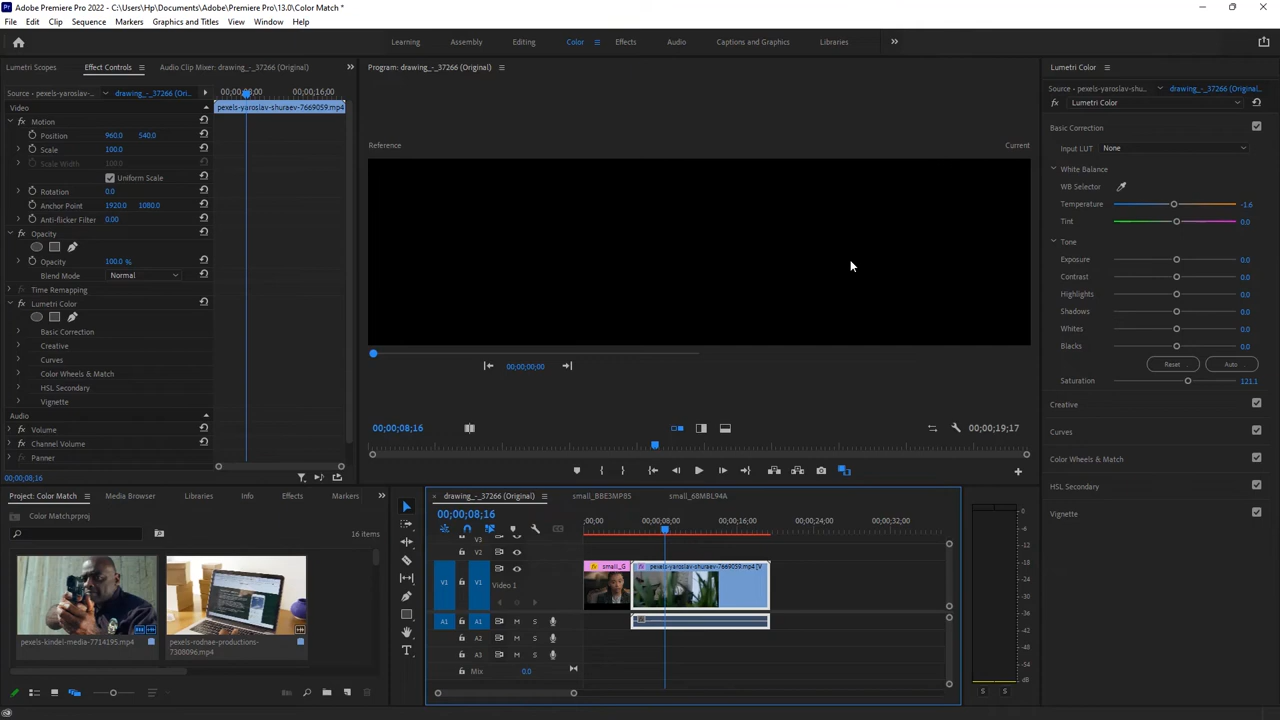 Adobe Premiere Pro 2022 - C:\Users\Hp\Documents\Adobe\Premiere Pro\13.0\Color Match *
File Edit Clip Sequence Markers Graphics and Titles View Window Help
Learning Assembly Editing Color Effects Audio Captions and Graphics Libraries
Lumetri Scopes Effect Controls Audio Clip Mixer: drawing_-_37266 (Original)
Source • pexels-yaroslav-... drawing_-_37266 (Ori...
00;00;08;00 00;00;16;00
Video
pexels-yaroslav-shuraev-7669059.mp4
Motion
Position 960.0 540.0
Scale 100.0
Scale Width 100.0
Uniform Scale
Rotation 0.0
Anchor Point 1920.0 1080.0
Anti-flicker Filter 0.00
Opacity
Opacity 100.0 %
Blend Mode Normal
Time Remapping
Lumetri Color
Basic Correction
Creative
Curves
Color Wheels & Match
HSL Secondary
Vignette
Audio
Volume
Channel Volume
Panner
00;00;08;16
Program: drawing_-_37266 (Original)
Reference Current
00;00;00;00
00;00;08;16 00;00;19;17
Lumetri Color
Source • pexels-yaroslav-shu... drawing_-_37266 (Original...
Lumetri Color
Basic Correction
Input LUT None
White Balance
WB Selector
Temperature -1.6
Tint 0.0
Tone
Exposure 0.0
Contrast 0.0
Highlights 0.0
Shadows 0.0
Whites 0.0
Blacks 0.0
Reset Auto
Saturation 121.1
Creative
Curves
Color Wheels & Match
HSL Secondary
Vignette
Project: Color Match Media Browser Libraries Info Effects Markers
Color Match.prproj
16 items
pexels-kindel-media-7714195.mp4
pexels-rodnae-productions-7308096.mp4
drawing_-_37266 (Original) small_BBE3MP85 small_68MBL94A
00;00;08;16
;00;00 00;00;08;00 00;00;16;00 00;00;24;00 00;00;32;00
V3
V2
V1 V1 Video 1
small_G pexels-yaroslav-shuraev-7669059.mp4 [V
A1 A1 M S
A2 M S
A3 M S
Mix 0.0
0
-6
-12
-18
-24
-30
-36
-42
-48
-54
dB
S S